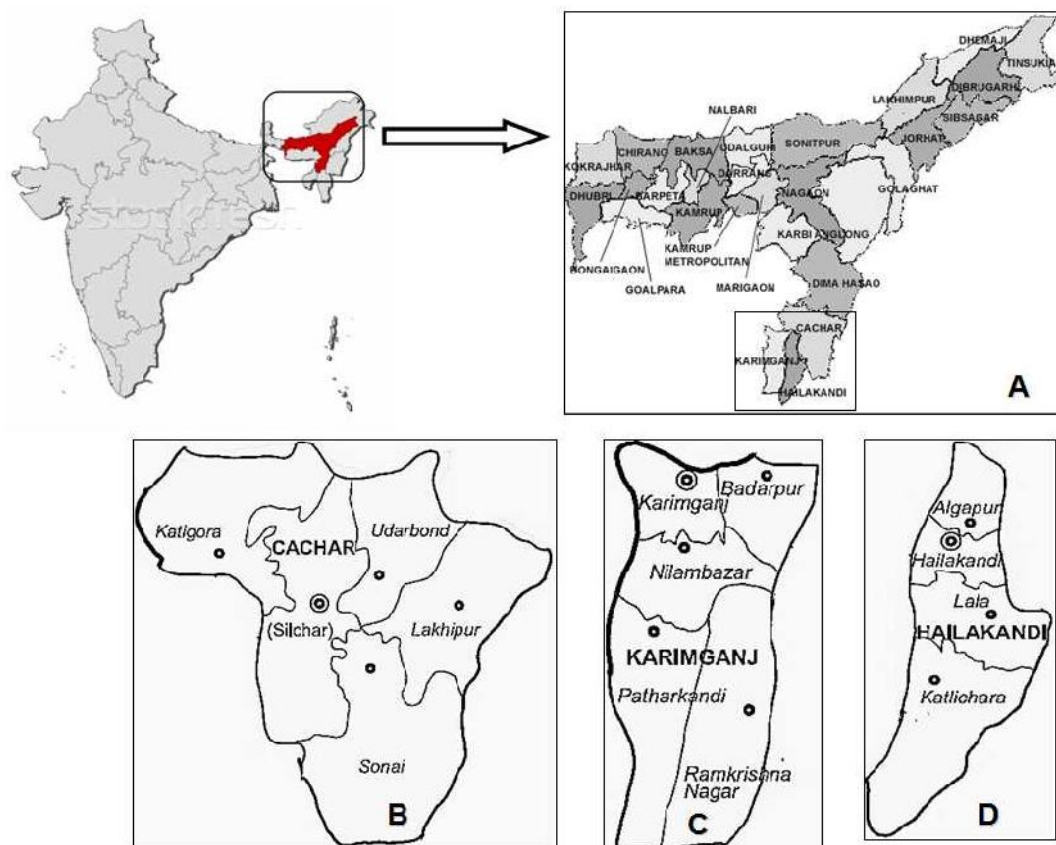 DHEMAJI
TINSUKIA
DIBRUGARH
LAKHIMPUR
NALBARI
SIBSAGAR
UDALGURI
SONITPUR
JORHAT
CHIRANG
BAKSA
KOKRAJHAR
DARRANG
GOLAGHAT
DHUBRI
BARPETA
NAGAON
KAMRUP
KARBI ANGLONG
KAMRUP
METROPOLITAN
BONGAIGAON
DIMA HASAO
GOALPARA
MARIGAON
CACHAR
KARIMGANJ
HAILAKANDI
A
Katigora
CACHAR
Udarbond
(Silchar)
Lakhipur
Sonai
B
Karimganj
Badarpur
Nilambazar
KARIMGANJ
Patharkandi
Ramkrishna
Nagar
C
Algapur
Hailakandi
Lala
HAILAKANDI
Katlichara
D